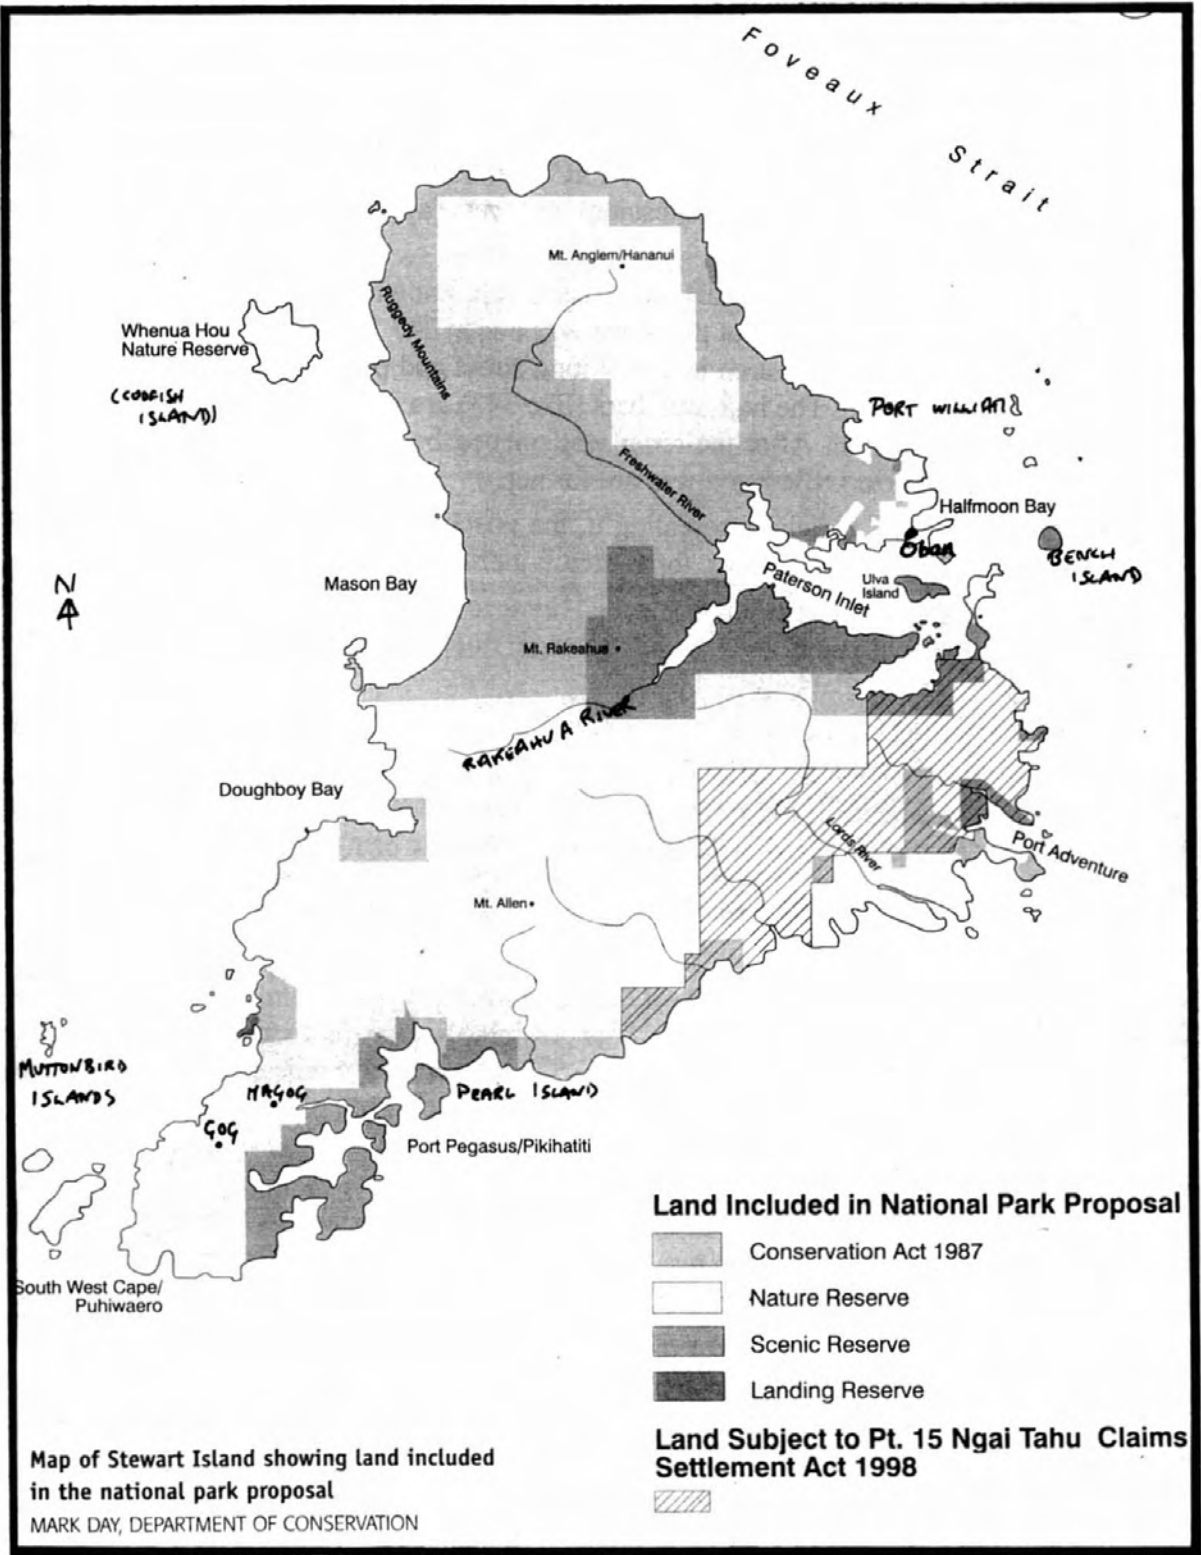 Foveaux
Strait
Mt. Anglem/Hananui
Ruggedy Mountains
Whenua Hou
Nature Reserve
(CODFISH
ISLAND)
PORT WILLIAM
Freshwater River
Halfmoon Bay
Oban
BENCH
ISLAND
N
Mason Bay
Paterson Inlet
Ulva
Island
Mt. Rakeahua
RAKEAHUA RIVER
Doughboy Bay
Lords River
Port Adventure
Mt. Allen
MUTTONBIRD
ISLANDS
MAGOG
GOG
PEARL ISLAND
Port Pegasus/Pikihatiti
South West Cape/
Puhiwaero
Land Included in National Park Proposal
Conservation Act 1987
Nature Reserve
Scenic Reserve
Landing Reserve
Land Subject to Pt. 15 Ngai Tahu Claims
Settlement Act 1998
Map of Stewart Island showing land included
in the national park proposal
MARK DAY, DEPARTMENT OF CONSERVATION